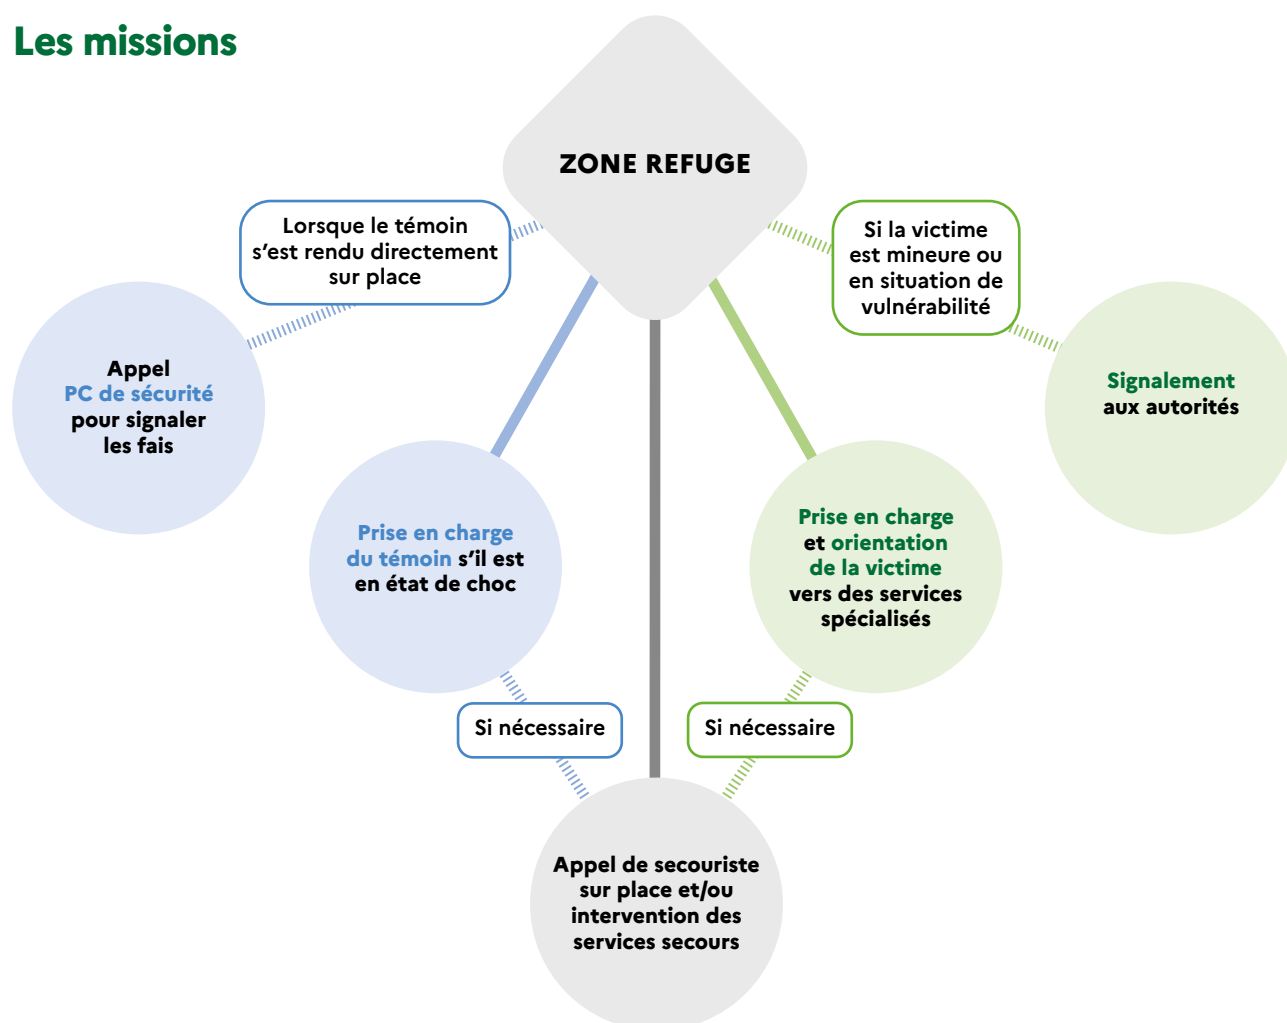 Les missions
ZONE REFUGE
Lorsque le témoin
s'est rendu directement
sur place
Si la victime
est mineure ou
en situation de
vulnérabilité
Appel
PC de sécurité
pour signaler
les fais
Signalement
aux autorités
Prise en charge
du témoin s'il est
en état de choc
Prise en charge
et orientation
de la victime
vers des services
spécialisés
Si nécessaire
Si nécessaire
Appel de secouriste
sur place et/ou
intervention des
services secours